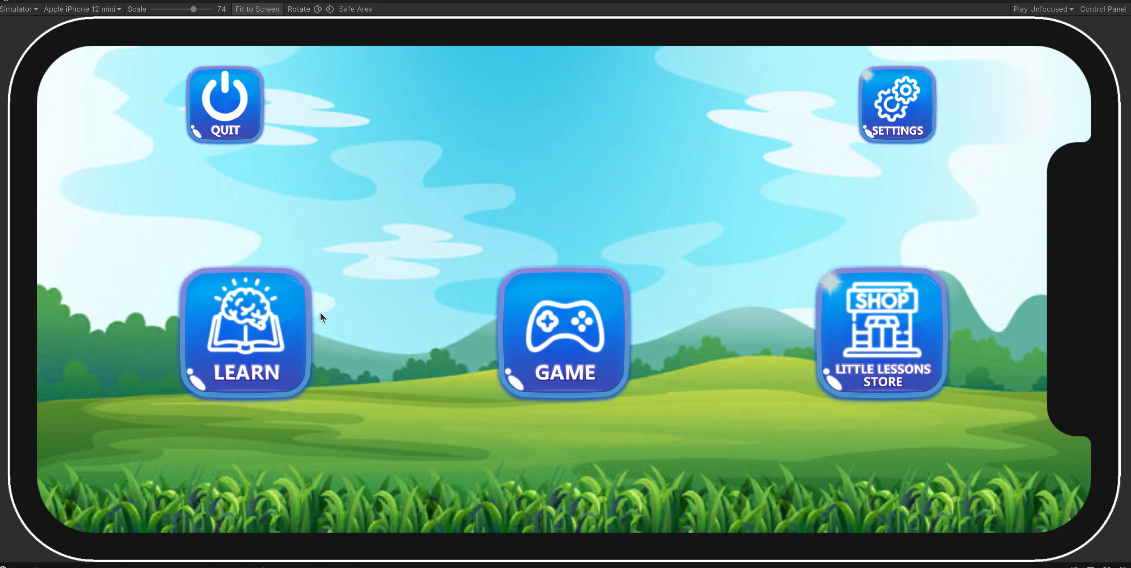 Simulator Apple iPhone 12 mini Scale 74 Fit to Screen Rotate Safe Area Play Unfocused Control Panel
QUIT
SETTINGS
SHOP
LEARN
GAME
LITTLE LESSONS
STORE